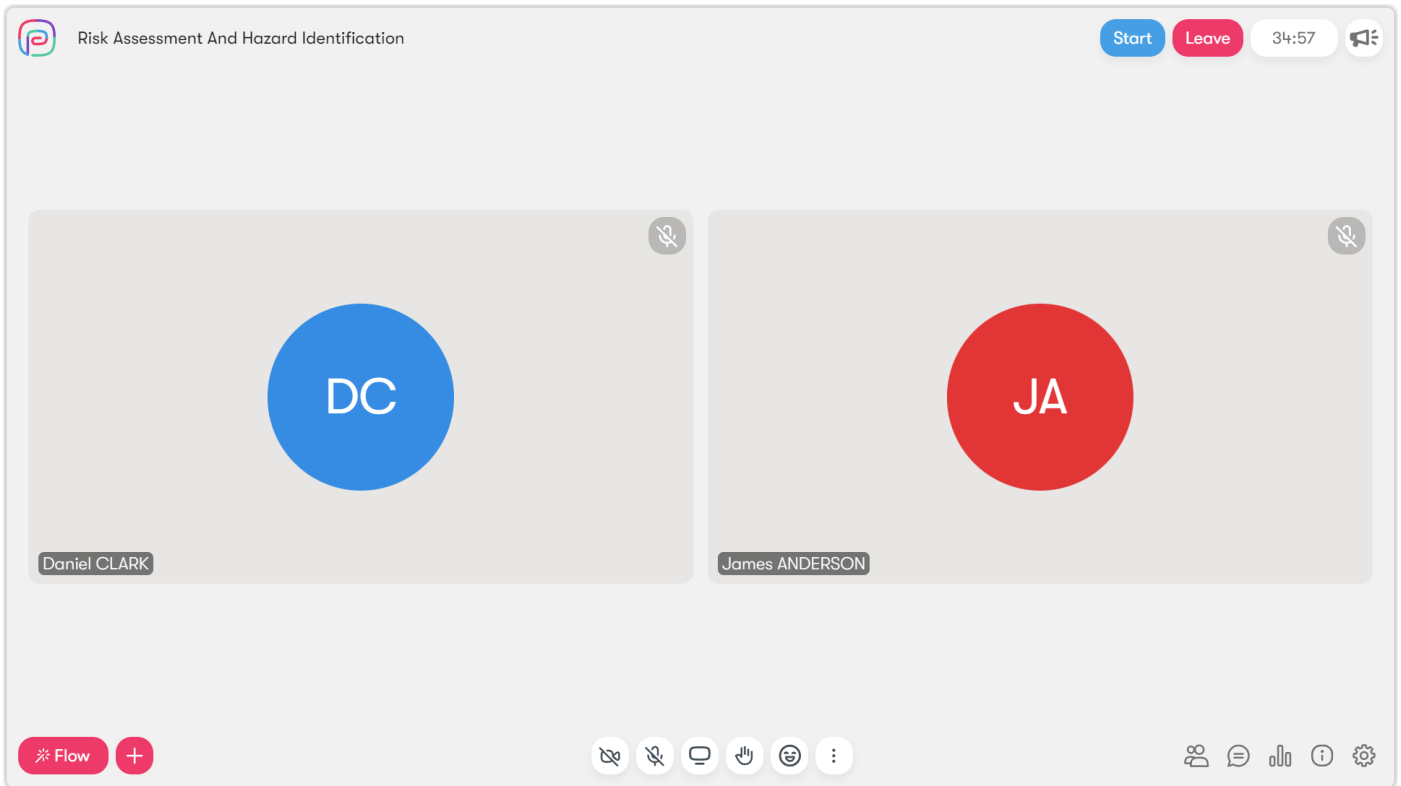 Risk Assessment And Hazard Identification
Start
Leave
34:57
DC
JA
Daniel CLARK
James ANDERSON
Flow